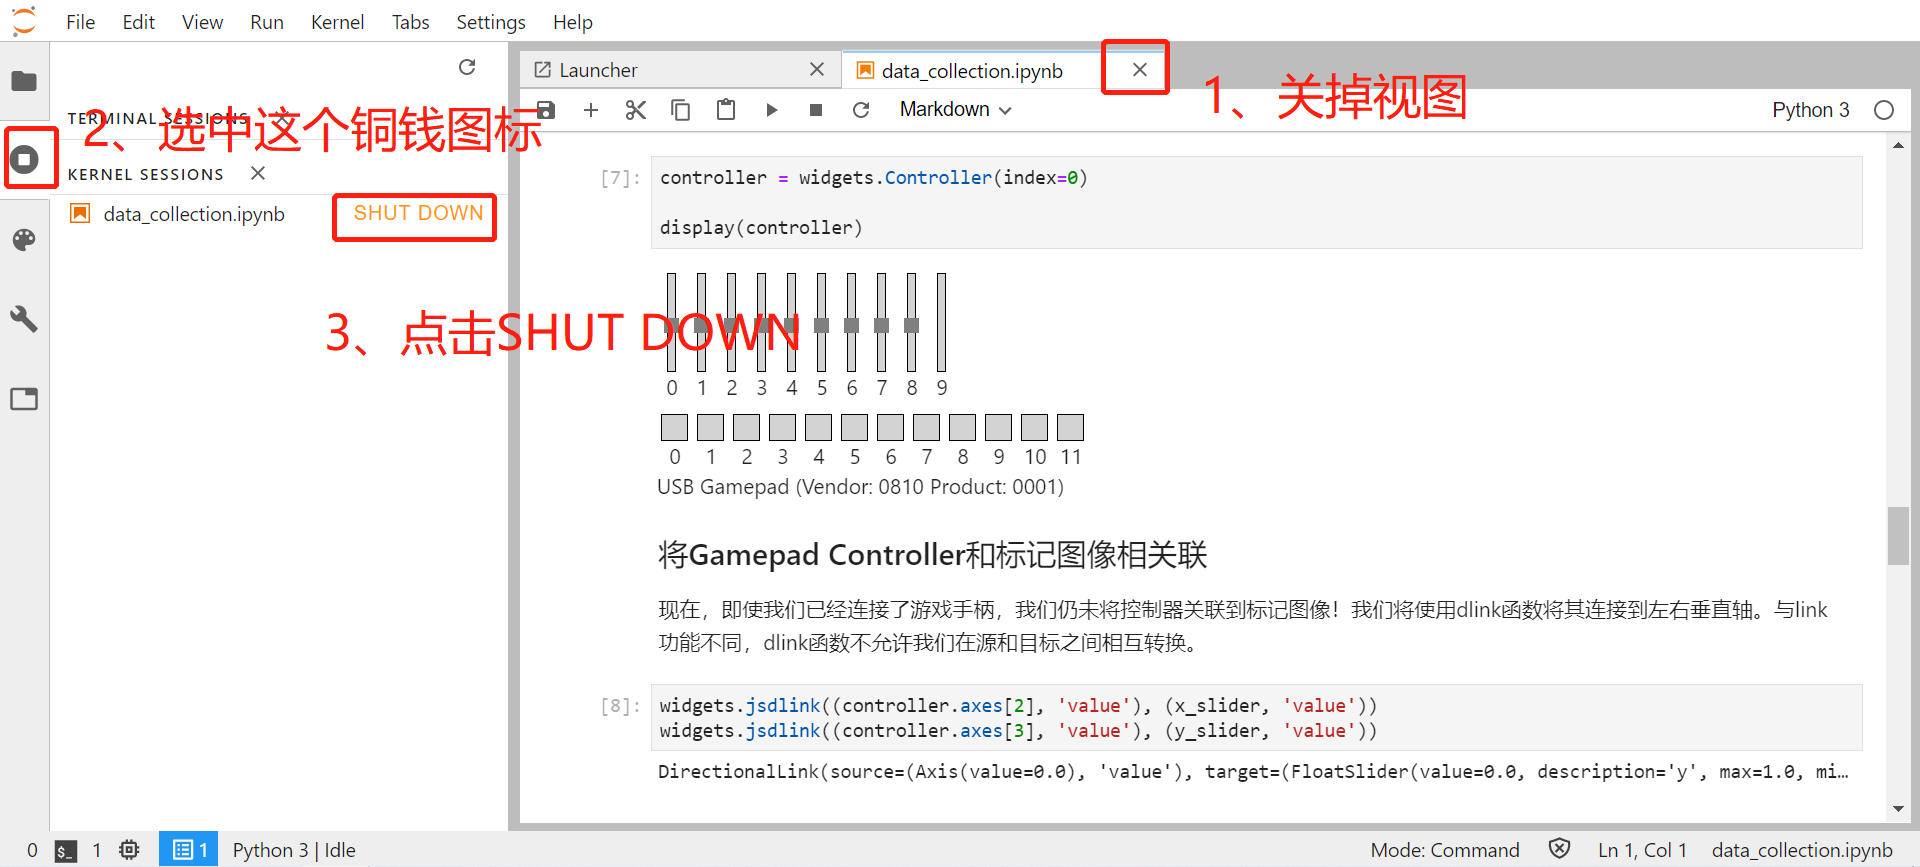 File Edit View Run Kernel Tabs Settings Help
Launcher
data_collection.ipynb
1、关掉视图
Markdown
Python 3
TERMINAL SESSIONS
2、选中这个铜钱图标
KERNEL SESSIONS
data_collection.ipynb SHUT DOWN
3、点击SHUT DOWN
[7]: controller = widgets.Controller(index=0)
display(controller)
0 1 2 3 4 5 6 7 8 9
0 1 2 3 4 5 6 7 8 9 10 11
USB Gamepad (Vendor: 0810 Product: 0001)
将Gamepad Controller和标记图像相关联
现在，即使我们已经连接了游戏手柄，我们仍未将控制器关联到标记图像！我们将使用dlink函数将其连接到左右垂直轴。与link
功能不同，dlink函数不允许我们在源和目标之间相互转换。
[8]: widgets.jsdlink((controller.axes[2], 'value'), (x_slider, 'value'))
widgets.jsdlink((controller.axes[3], 'value'), (y_slider, 'value'))
DirectionalLink(source=(Axis(value=0.0), 'value'), target=(FloatSlider(value=0.0, description='y', max=1.0, mi…
0 $_ 1 1 Python 3 | Idle Mode: Command Ln 1, Col 1 data_collection.ipynb